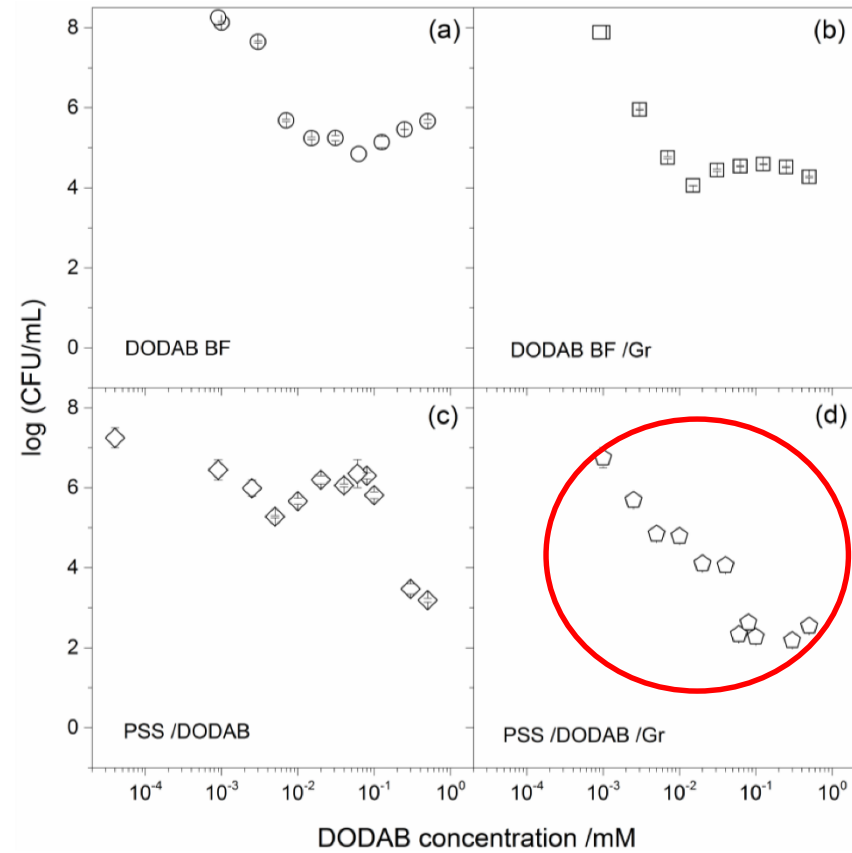 (a)
(b)
8
6
4
2
0
DODAB BF
DODAB BF /Gr
log (CFU/mL)
(c)
(d)
8
6
4
2
0
PSS /DODAB
PSS /DODAB /Gr
10⁻⁴ 10⁻³ 10⁻² 10⁻¹ 10⁰
10⁻⁴ 10⁻³ 10⁻² 10⁻¹ 10⁰
DODAB concentration /mM